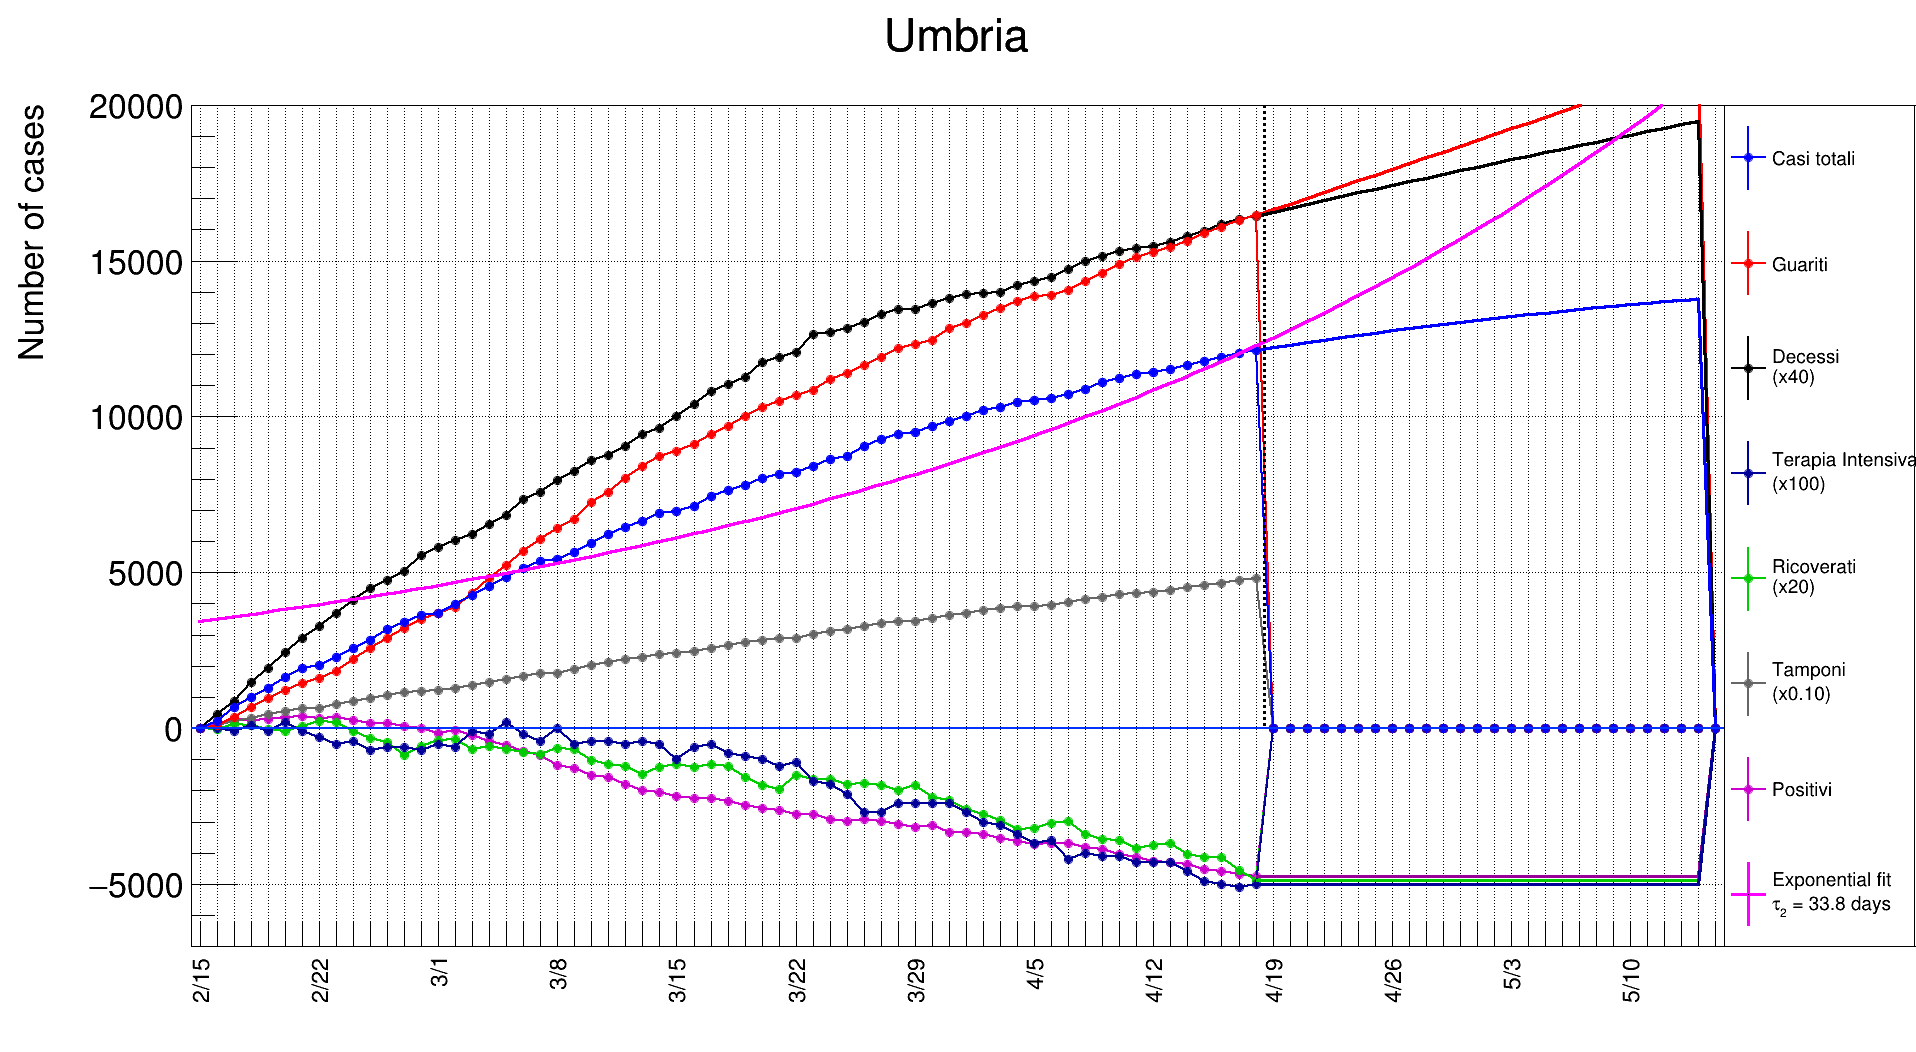 Umbria
Number of cases
20000
15000
10000
5000
0
−5000
2/15
2/22
3/1
3/8
3/15
3/22
3/29
4/5
4/12
4/19
4/26
5/3
5/10
Casi totali
Guariti
Decessi
(x40)
Terapia Intensiva
(x100)
Ricoverati
(x20)
Tamponi
(x0.10)
Positivi
Exponential fit
τ2 = 33.8 days